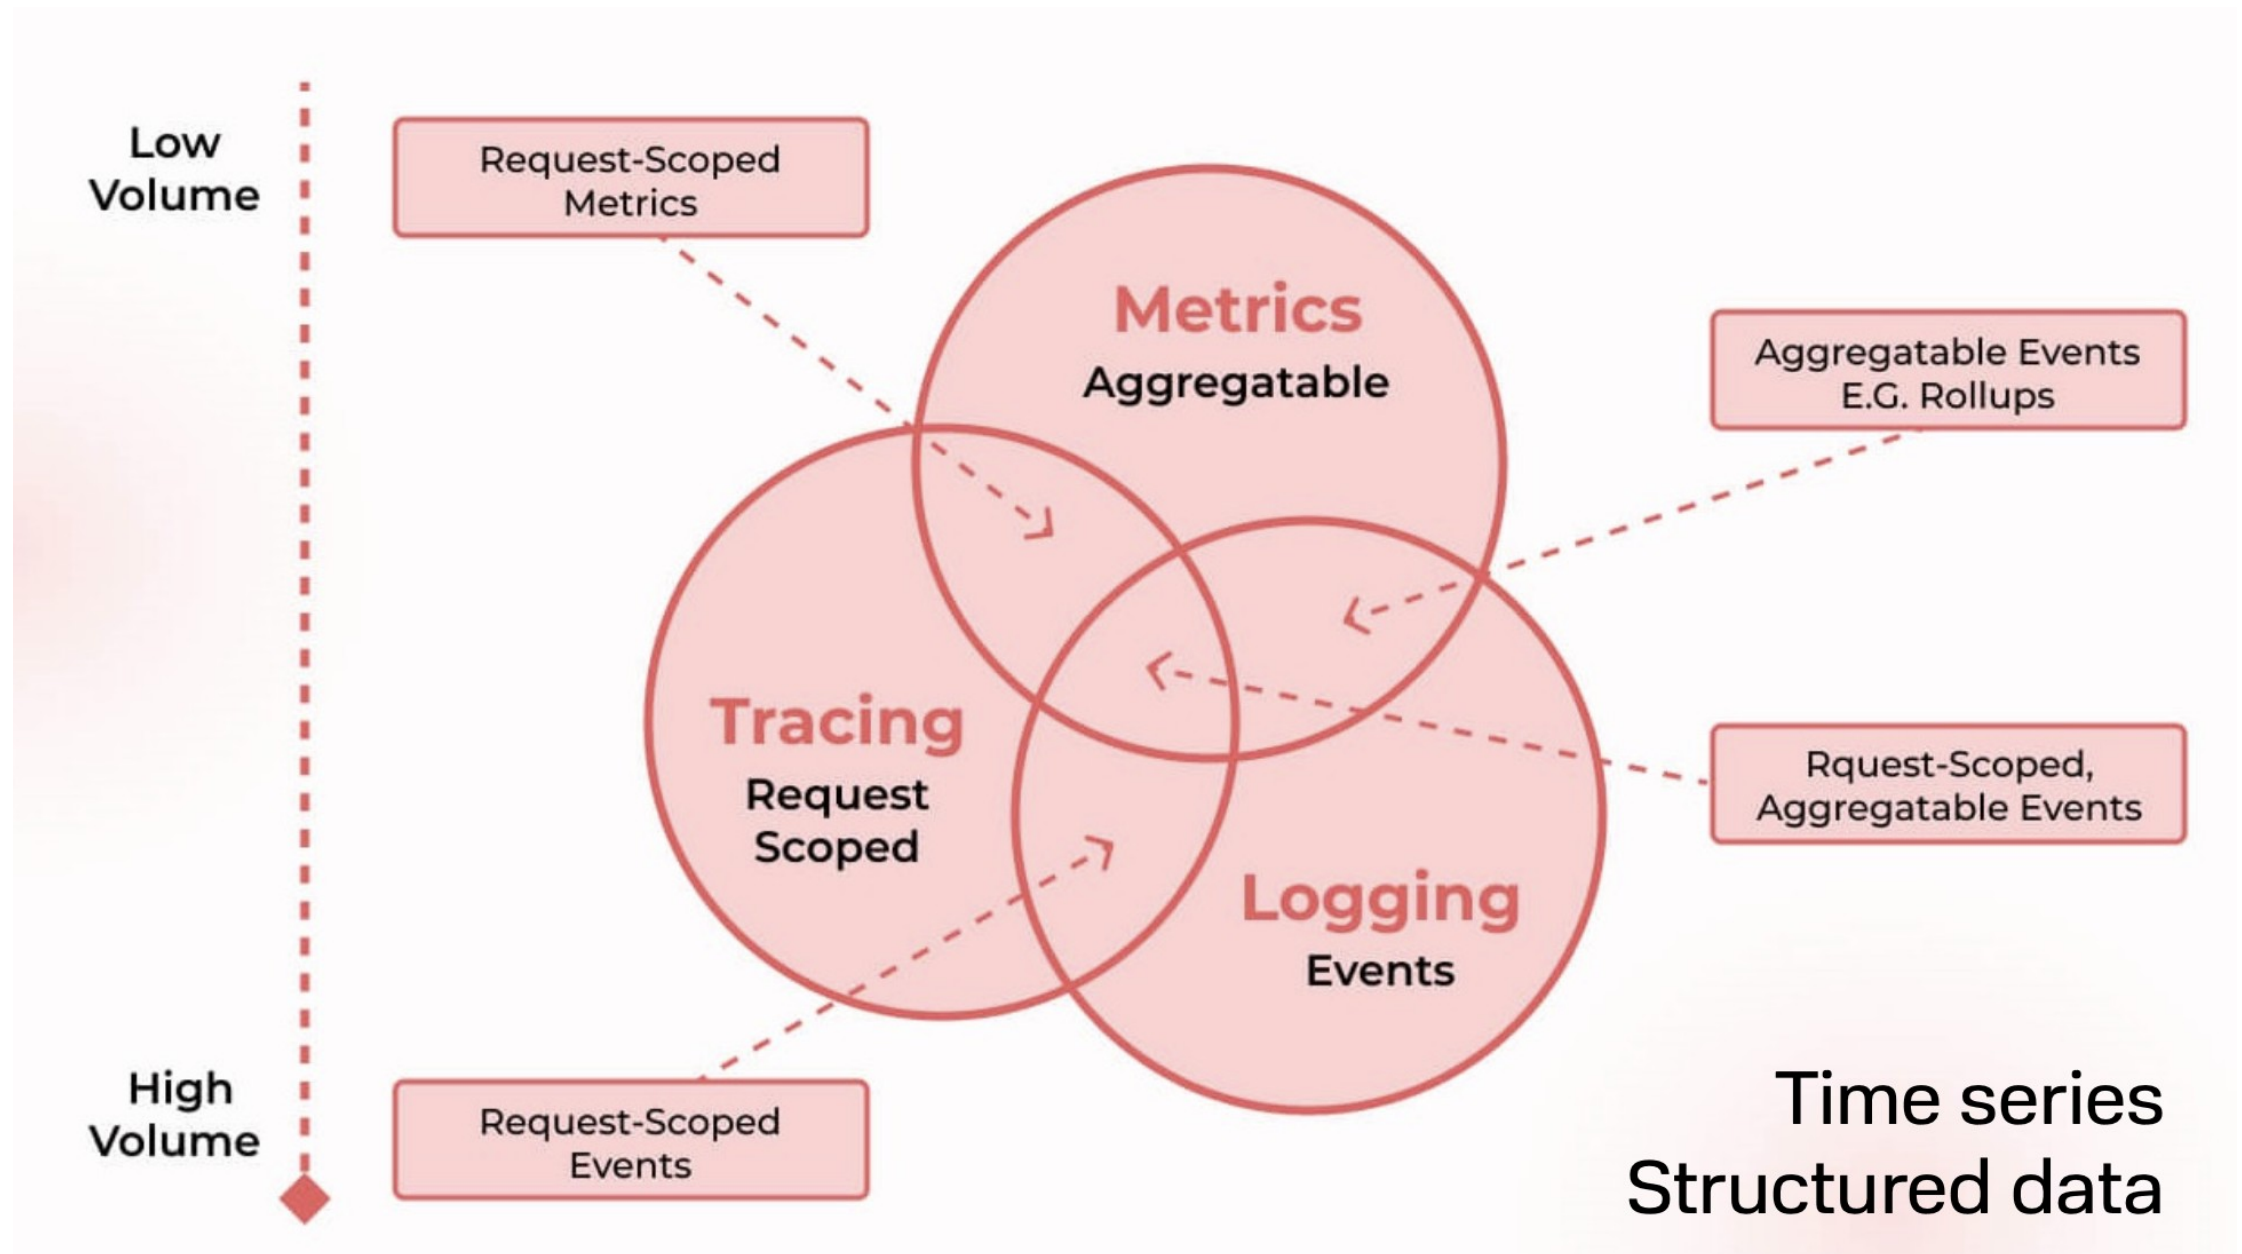 Low
Volume
Request-Scoped
Metrics
Metrics
Aggregatable
Aggregatable Events
E.G. Rollups
Tracing
Request
Scoped
Rquest-Scoped,
Aggregatable Events
Logging
Events
High
Volume
Request-Scoped
Events
Time series
Structured data